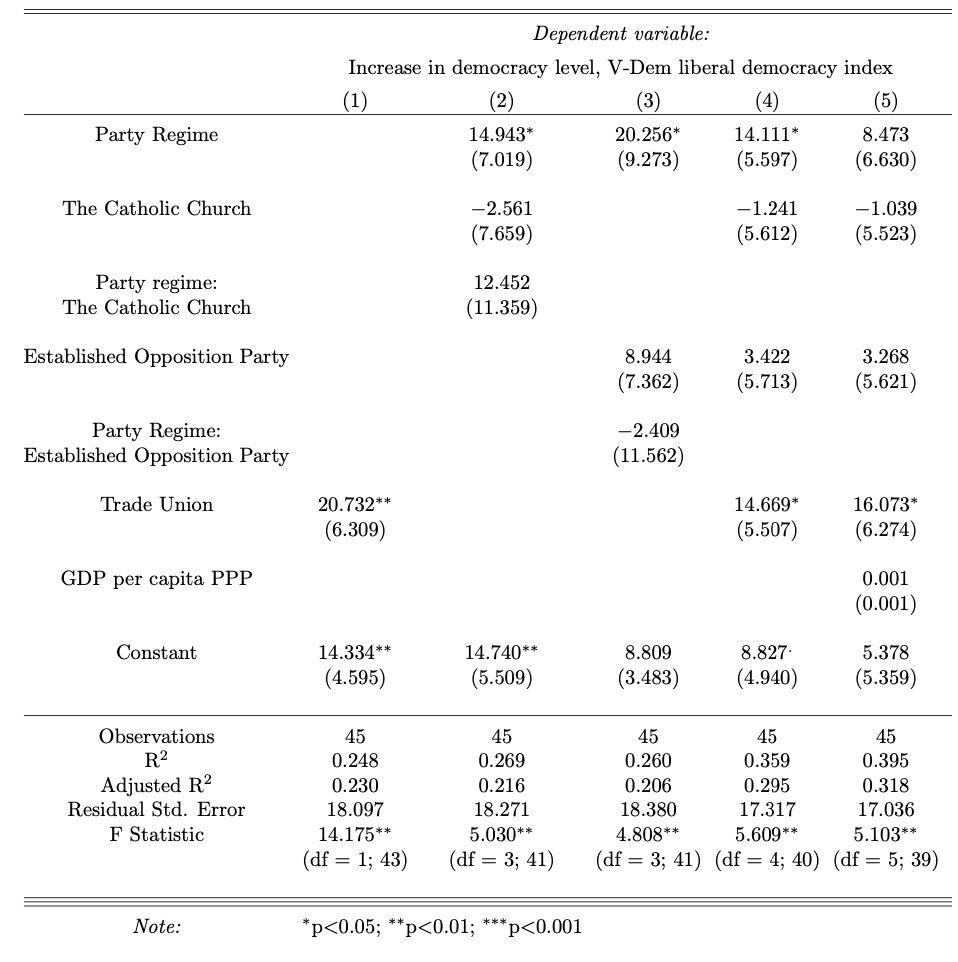 Dependent variable:
Increase in democracy level, V-Dem liberal democracy index
(1) (2) (3) (4) (5)
Party Regime 14.943* 20.256* 14.111* 8.473
(7.019) (9.273) (5.597) (6.630)
The Catholic Church −2.561 −1.241 −1.039
(7.659) (5.612) (5.523)
Party regime: 12.452
The Catholic Church (11.359)
Established Opposition Party 8.944 3.422 3.268
(7.362) (5.713) (5.621)
Party Regime: −2.409
Established Opposition Party (11.562)
Trade Union 20.732** 14.669* 16.073*
(6.309) (5.507) (6.274)
GDP per capita PPP 0.001
(0.001)
Constant 14.334** 14.740** 8.809 8.827· 5.378
(4.595) (5.509) (3.483) (4.940) (5.359)
Observations 45 45 45 45 45
R² 0.248 0.269 0.260 0.359 0.395
Adjusted R² 0.230 0.216 0.206 0.295 0.318
Residual Std. Error 18.097 18.271 18.380 17.317 17.036
F Statistic 14.175** 5.030** 4.808** 5.609** 5.103**
(df = 1; 43) (df = 3; 41) (df = 3; 41) (df = 4; 40) (df = 5; 39)
Note: *p<0.05; **p<0.01; ***p<0.001